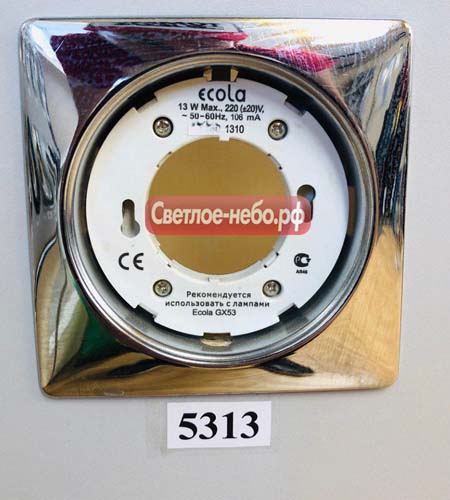 ecola
13 W Max., 220 (±20)V,
~ 50-60Hz, 106 mA
1310
Светлое-небо.рф
CE
АЯ46
Рекомендуется
использовать с лампами
Ecola GX53
5313